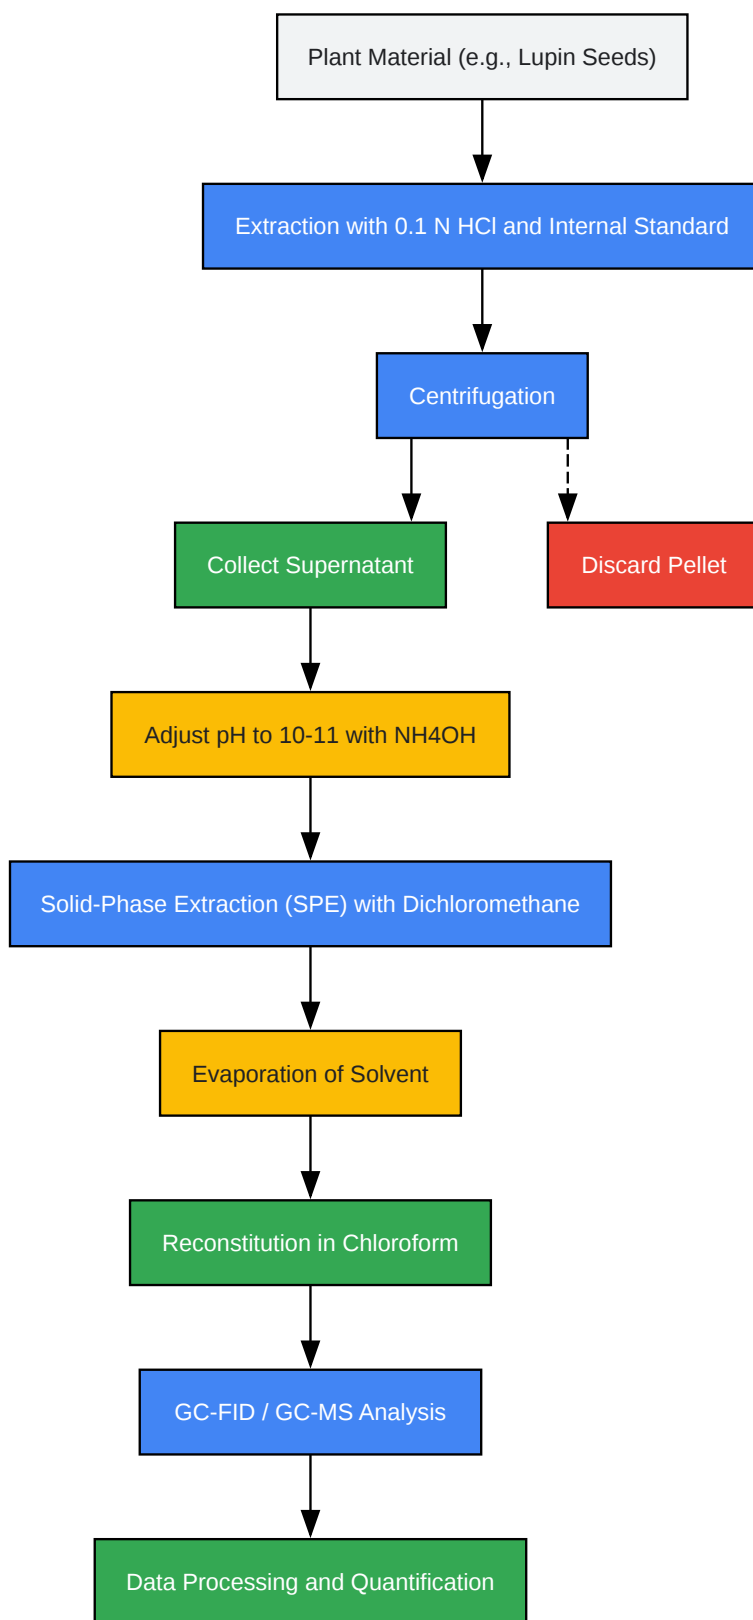 Plant Material (e.g., Lupin Seeds)
Extraction with 0.1 N HCl and Internal Standard
Centrifugation
Collect Supernatant
Discard Pellet
Adjust pH to 10-11 with NH4OH
Solid-Phase Extraction (SPE) with Dichloromethane
Evaporation of Solvent
Reconstitution in Chloroform
GC-FID / GC-MS Analysis
Data Processing and Quantification